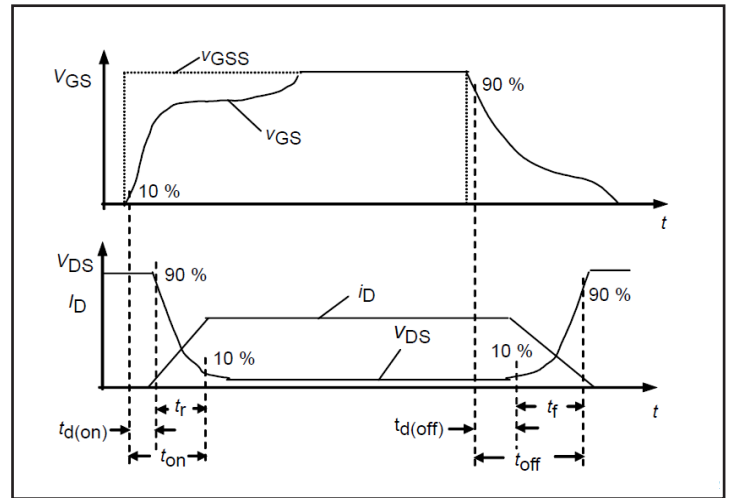 vGSS
VGS
90 %
vGS
10 %
t
VDS
90 %
iD
ID
90 %
VDS
10 %
10 %
tr
tf
t
td(on)
td(off)
ton
toff